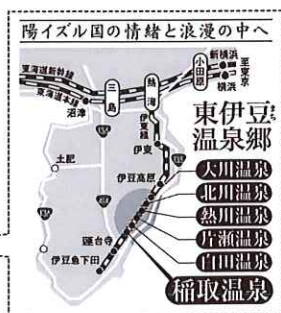 陽イズル国の情緒と浪漫の中へ
至東京
新横浜
横浜
小田原
熱海
三島
東海道新幹線
東海道本線
沼津
伊東線
伊東
土肥
伊豆高原
蓮台寺
伊豆急下田
135
136
東伊豆町
温泉郷
大川温泉
北川温泉
熱川温泉
片瀬温泉
白田温泉
稲取温泉